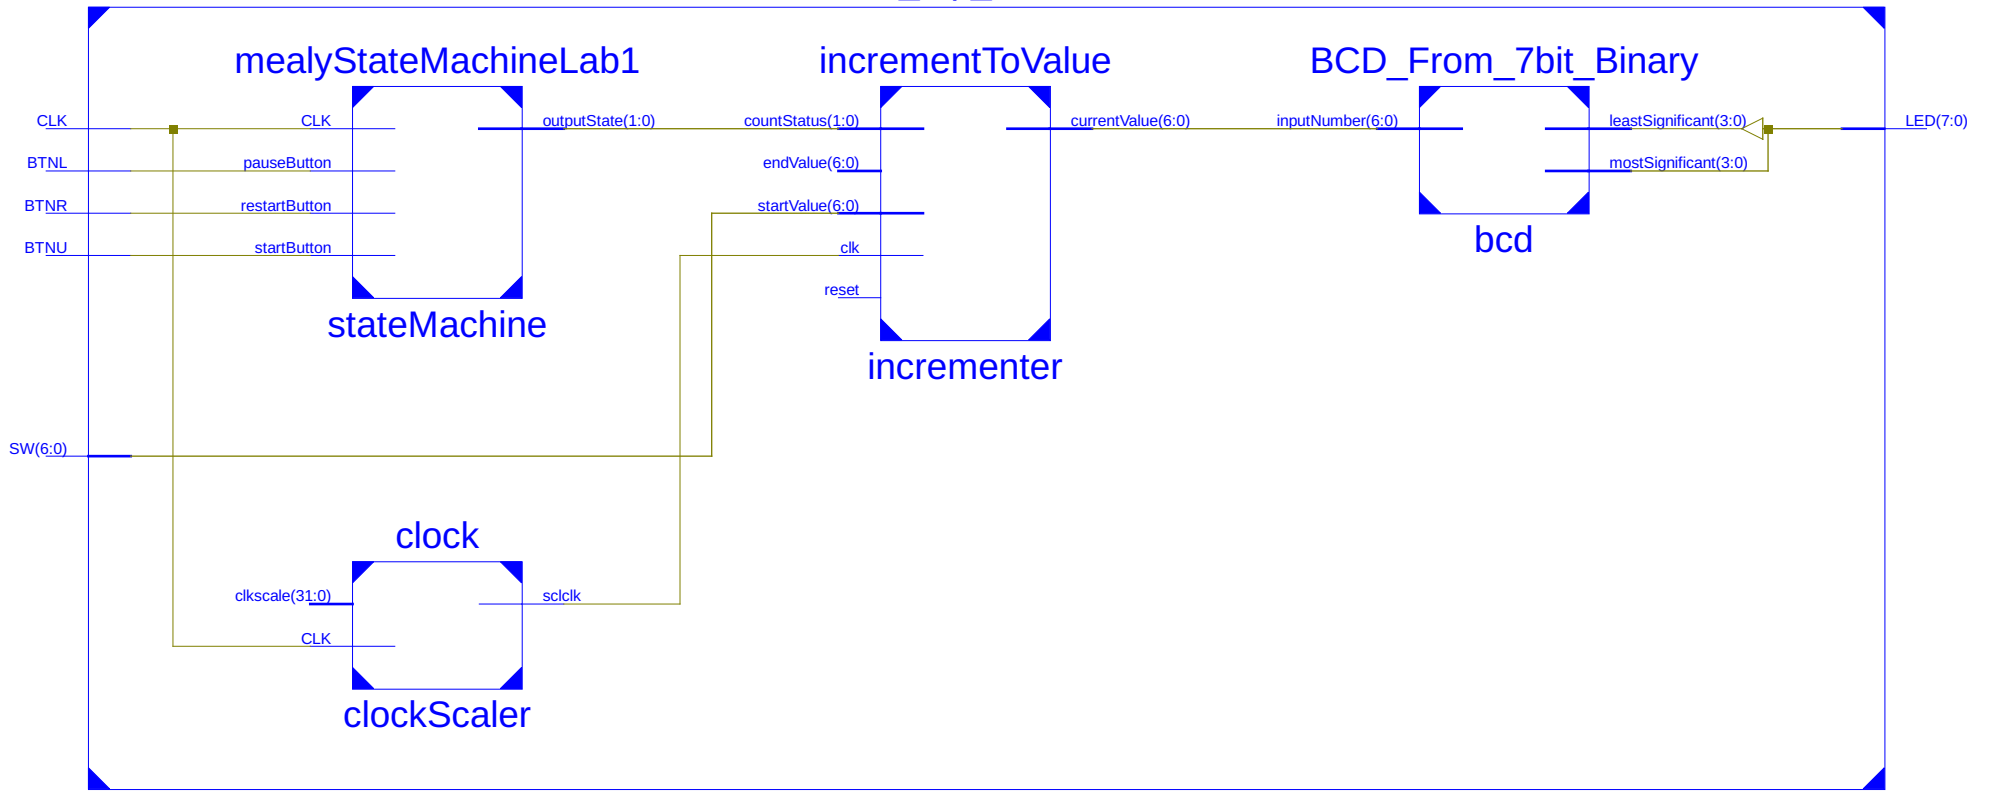 mealyStateMachineLab1
incrementToValue
BCD_From_7bit_Binary
CLK
CLK
outputState(1:0)
countStatus(1:0)
currentValue(6:0)
inputNumber(6:0)
leastSignificant(3:0)
LED(7:0)
BTNL
pauseButton
endValue(6:0)
mostSignificant(3:0)
BTNR
restartButton
startValue(6:0)
BTNU
startButton
clk
bcd
reset
stateMachine
incrementer
SW(6:0)
clock
clkscale(31:0)
sclclk
CLK
clockScaler